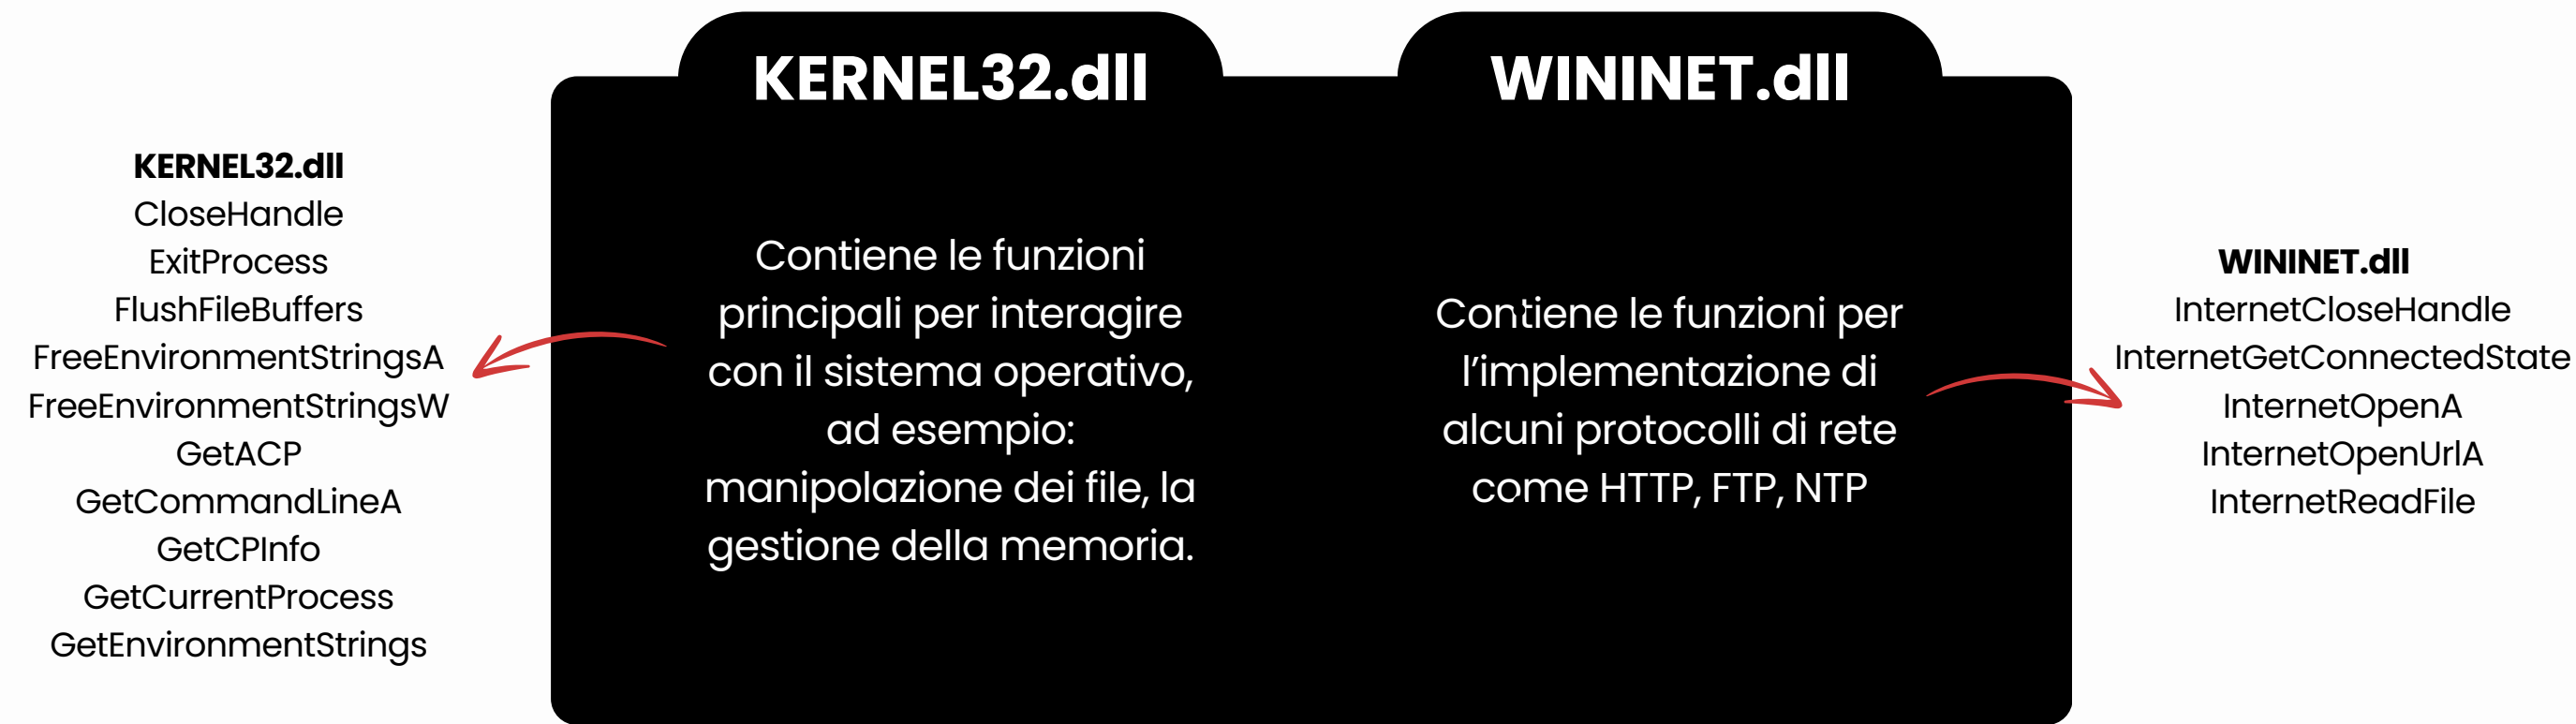 KERNEL32.dll
CloseHandle
ExitProcess
FlushFileBuffers
FreeEnvironmentStringsA
FreeEnvironmentStringsW
GetACP
GetCommandLineA
GetCPInfo
GetCurrentProcess
GetEnvironmentStrings
KERNEL32.dll
Contiene le funzioni
principali per interagire
con il sistema operativo,
ad esempio:
manipolazione dei file, la
gestione della memoria.
WININET.dll
Contiene le funzioni per
l’implementazione di
alcuni protocolli di rete
come HTTP, FTP, NTP
WININET.dll
InternetCloseHandle
InternetGetConnectedState
InternetOpenA
InternetOpenUrlA
InternetReadFile